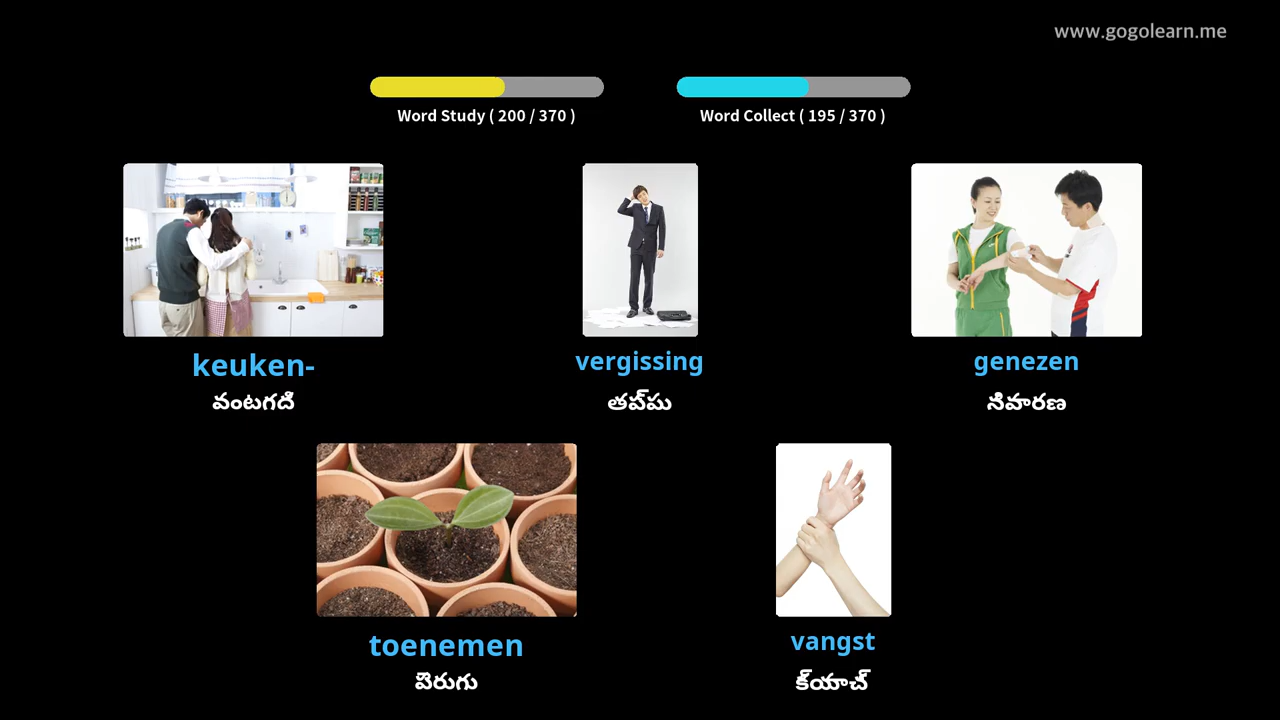 www.gogolearn.me
Word Study ( 200 / 370 )
Word Collect ( 195 / 370 )
keuken-
వంటగది
vergissing
తప్పు
genezen
నివారణ
toenemen
పెరుగు
vangst
క్యాచ్